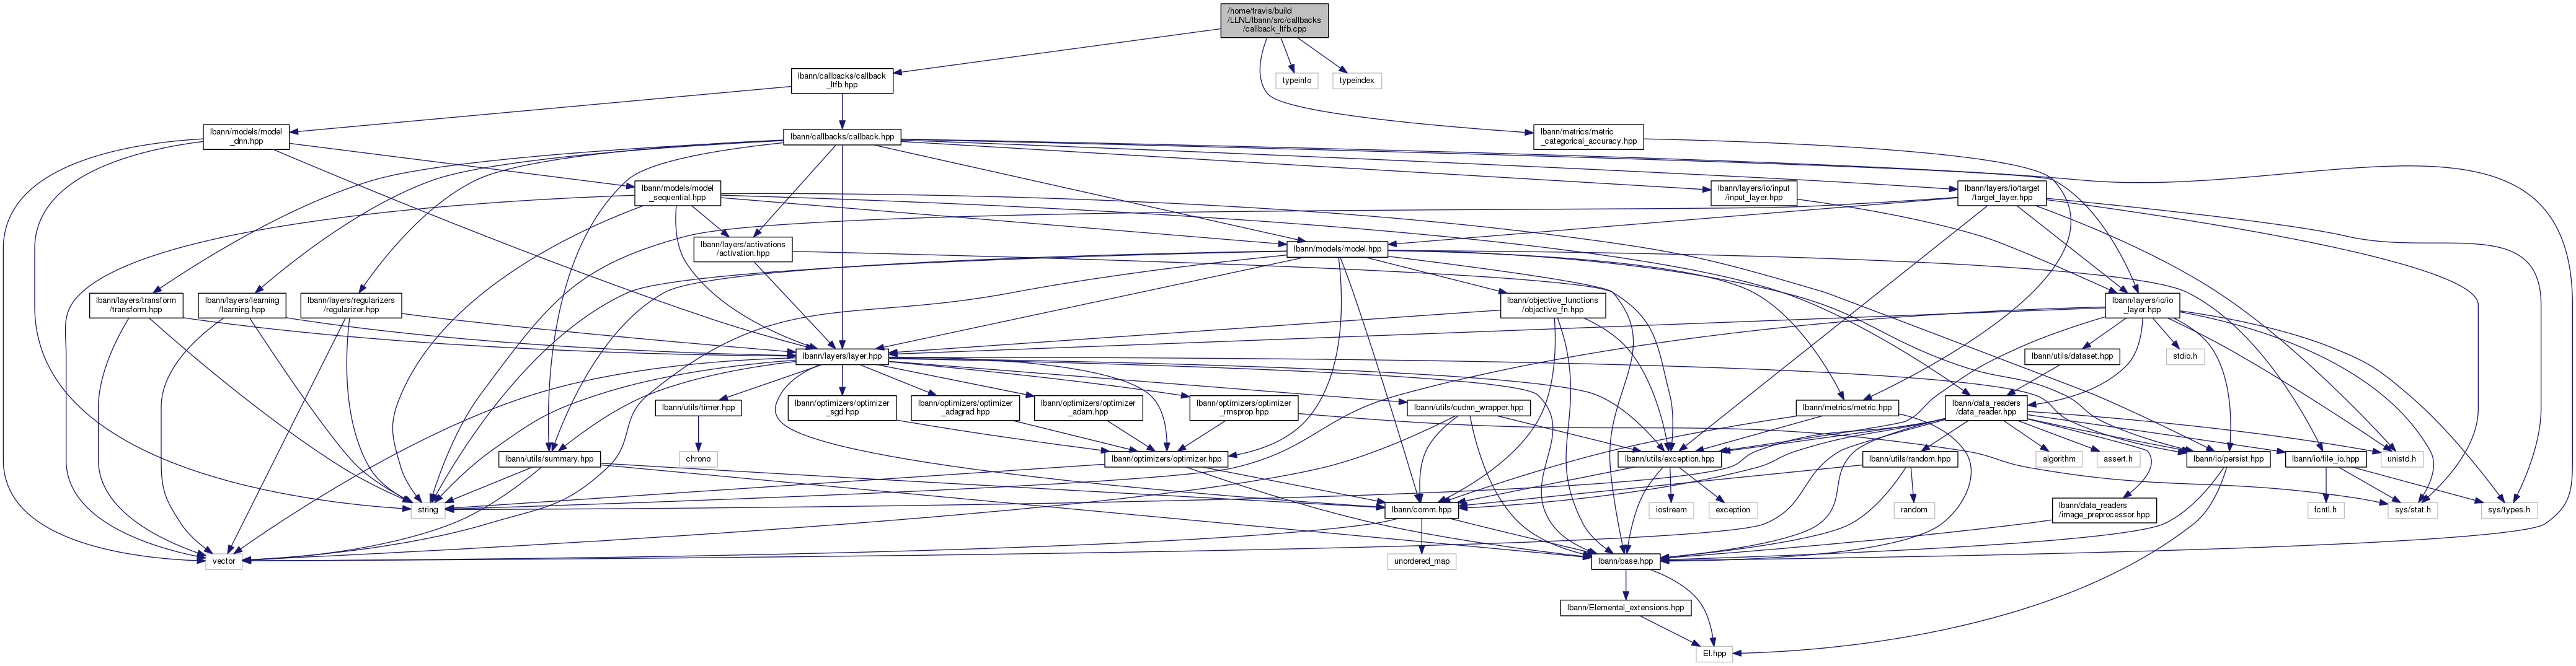 /home/travis/build
/LLNL/lbann/src/callbacks
/callback_ltfb.cpp
lbann/callbacks/callback
_ltfb.hpp
typeinfo
typeindex
lbann/models/model
_dnn.hpp
lbann/callbacks/callback.hpp
lbann/metrics/metric
_categorical_accuracy.hpp
lbann/models/model
_sequential.hpp
lbann/layers/io/input
/input_layer.hpp
lbann/layers/io/target
/target_layer.hpp
lbann/layers/activations
/activation.hpp
lbann/models/model.hpp
lbann/layers/transform
/transform.hpp
lbann/layers/learning
/learning.hpp
lbann/layers/regularizers
/regularizer.hpp
lbann/objective_functions
/objective_fn.hpp
lbann/layers/io/io
_layer.hpp
lbann/layers/layer.hpp
lbann/utils/dataset.hpp
stdio.h
lbann/utils/timer.hpp
lbann/optimizers/optimizer
_sgd.hpp
lbann/optimizers/optimizer
_adagrad.hpp
lbann/optimizers/optimizer
_adam.hpp
lbann/optimizers/optimizer
_rmsprop.hpp
lbann/utils/cudnn_wrapper.hpp
lbann/metrics/metric.hpp
lbann/data_readers
/data_reader.hpp
lbann/utils/summary.hpp
chrono
lbann/optimizers/optimizer.hpp
lbann/utils/exception.hpp
lbann/utils/random.hpp
algorithm
assert.h
lbann/io/persist.hpp
lbann/io/file_io.hpp
unistd.h
string
lbann/comm.hpp
iostream
exception
random
lbann/data_readers
/image_preprocessor.hpp
fcntl.h
sys/stat.h
sys/types.h
vector
unordered_map
lbann/base.hpp
lbann/Elemental_extensions.hpp
El.hpp